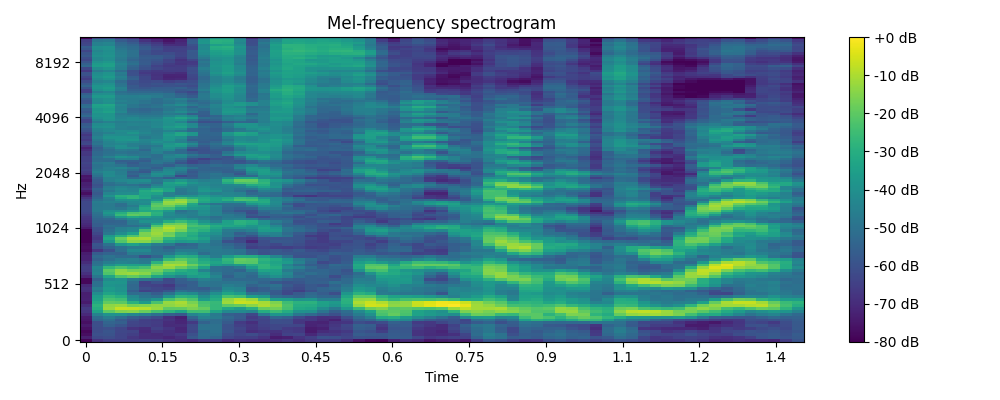 Mel-frequency spectrogram
Hz
8192
4096
2048
1024
512
0
0 0.15 0.3 0.45 0.6 0.75 0.9 1.1 1.2 1.4
Time
+0 dB
-10 dB
-20 dB
-30 dB
-40 dB
-50 dB
-60 dB
-70 dB
-80 dB